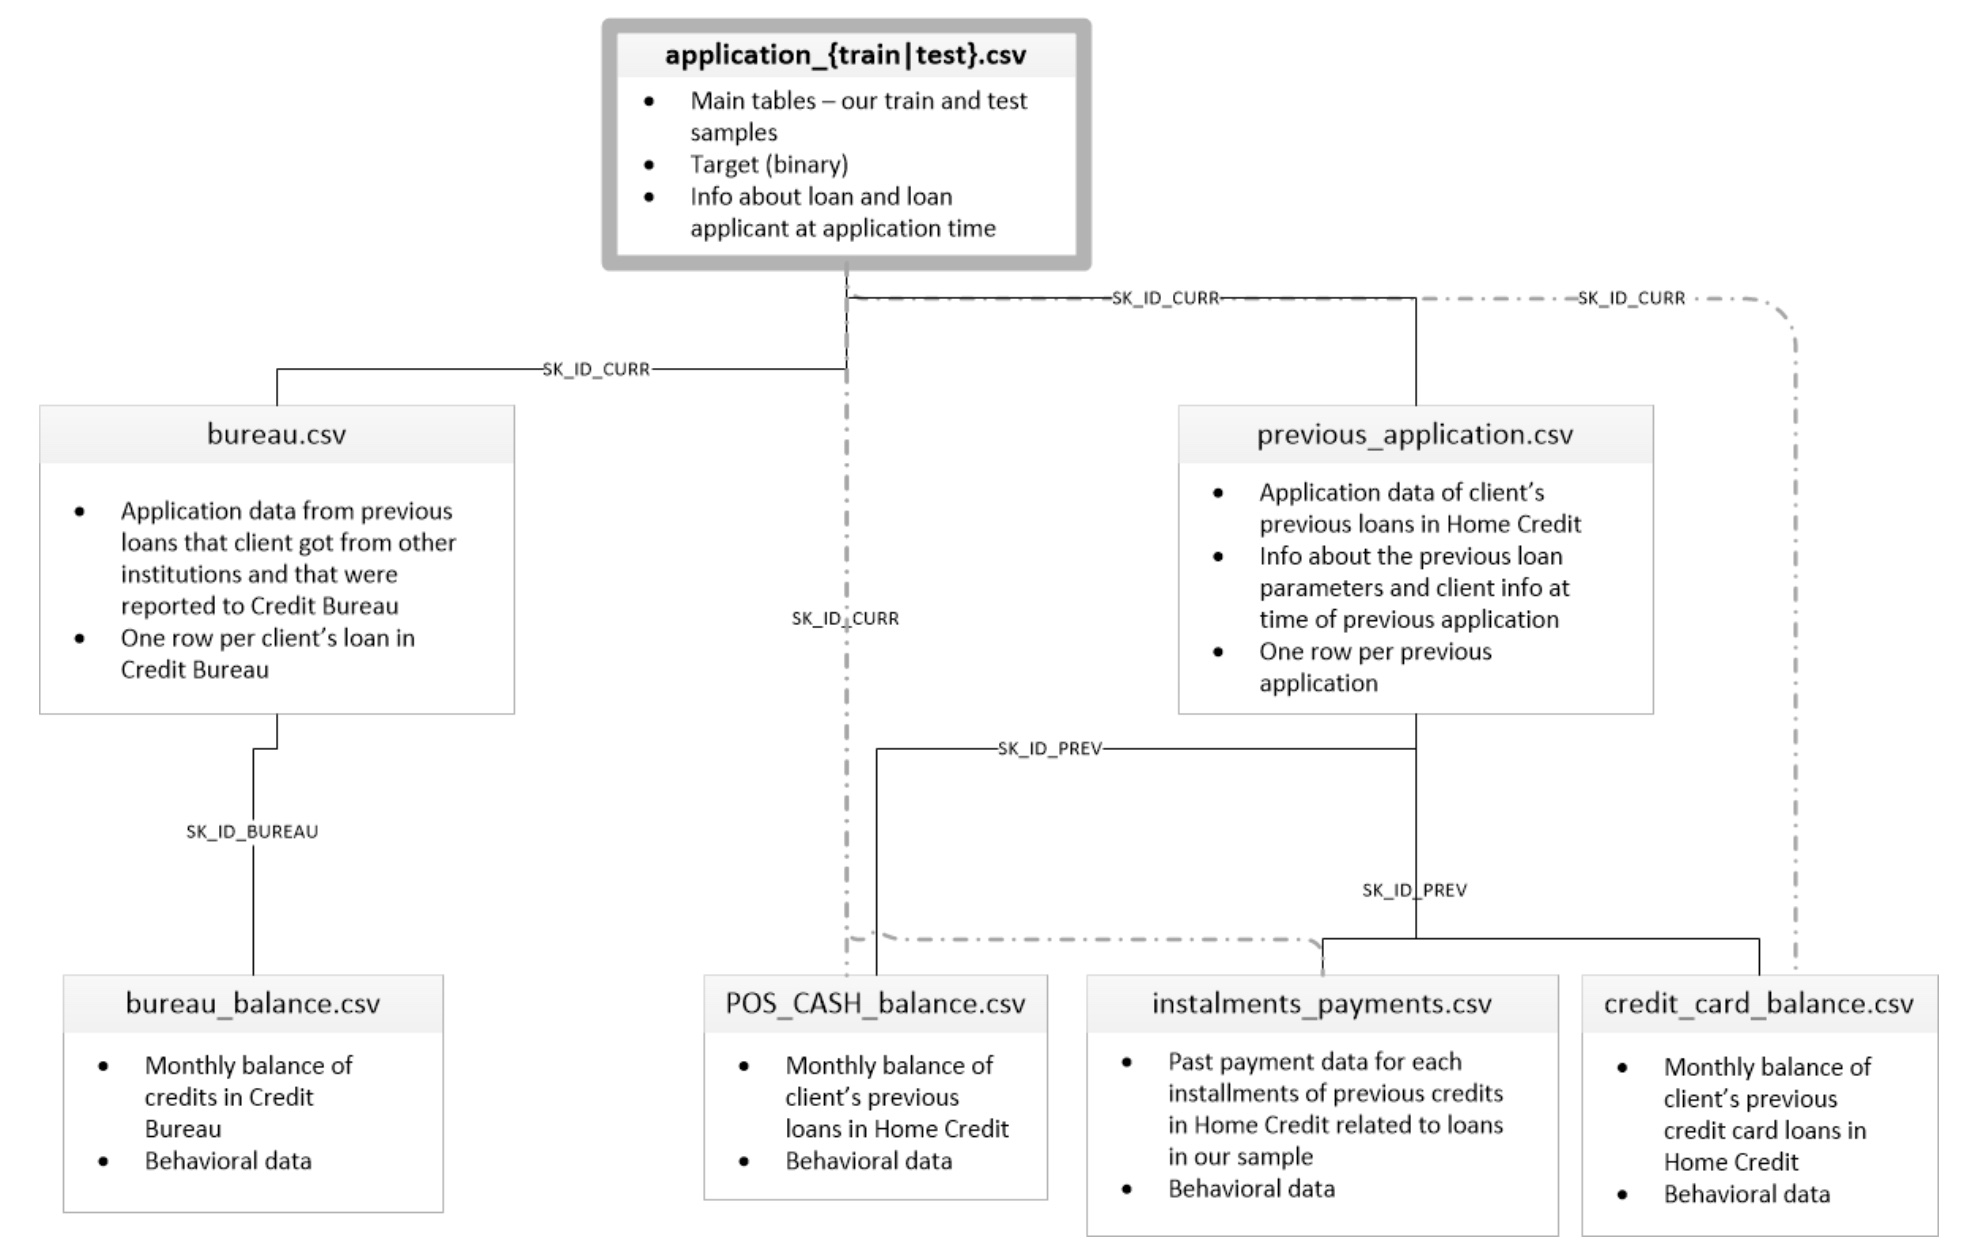 application_{train|test}.csv
• Main tables – our train and test
samples
• Target (binary)
• Info about loan and loan
applicant at application time
SK_ID_CURR
SK_ID_CURR
SK_ID_CURR
bureau.csv
• Application data from previous
loans that client got from other
institutions and that were
reported to Credit Bureau
• One row per client’s loan in
Credit Bureau
previous_application.csv
• Application data of client’s
previous loans in Home Credit
• Info about the previous loan
parameters and client info at
time of previous application
• One row per previous
application
SK_ID_CURR
SK_ID_PREV
SK_ID_BUREAU
SK_ID_PREV
bureau_balance.csv
• Monthly balance of
credits in Credit
Bureau
• Behavioral data
POS_CASH_balance.csv
• Monthly balance of
client’s previous
loans in Home Credit
• Behavioral data
instalments_payments.csv
• Past payment data for each
installments of previous credits
in Home Credit related to loans
in our sample
• Behavioral data
credit_card_balance.csv
• Monthly balance of
client’s previous
credit card loans in
Home Credit
• Behavioral data